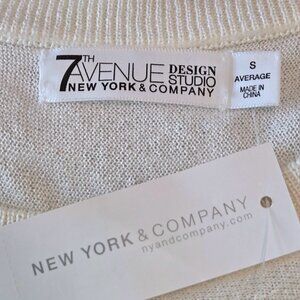 7TH AVENUE DESIGN STUDIO
NEW YORK & COMPANY
S
AVERAGE
MADE IN
CHINA
NEW YORK & COMPANY
nyandcompany.com